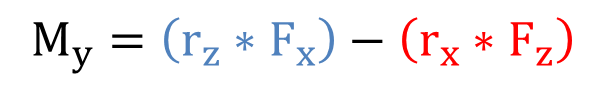 M_y = (r_z * F_x) − (r_x * F_z)